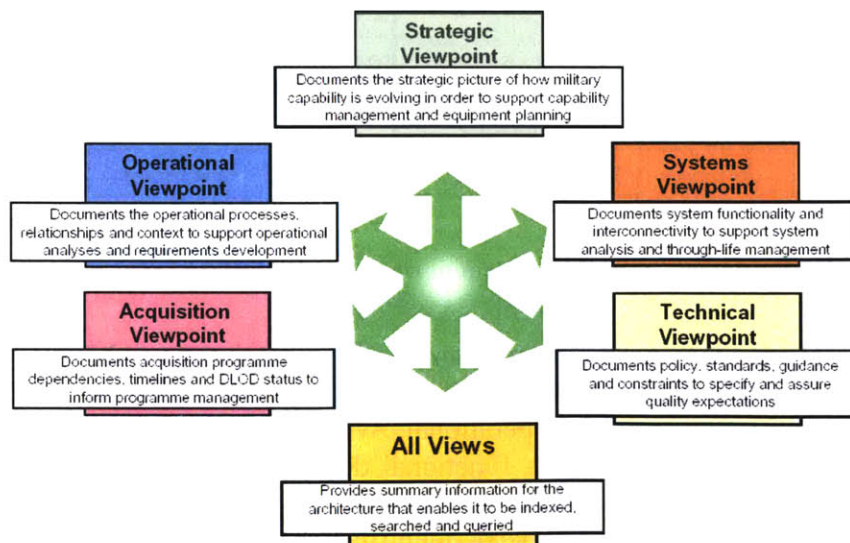 Strategic
Viewpoint
Documents the strategic picture of how military
capability is evolving in order to support capability
management and equipment planning
Operational
Viewpoint
Documents the operational processes,
relationships and context to support operational
analyses and requirements development
Systems
Viewpoint
Documents system functionality and
interconnectivity to support system
analysis and through-life management
Acquisition
Viewpoint
Documents acquisition programme
dependencies, timelines and DLOD status to
inform programme management
Technical
Viewpoint
Documents policy, standards, guidance
and constraints to specify and assure
quality expectations
All Views
Provides summary information for the
architecture that enables it to be indexed,
searched and queried